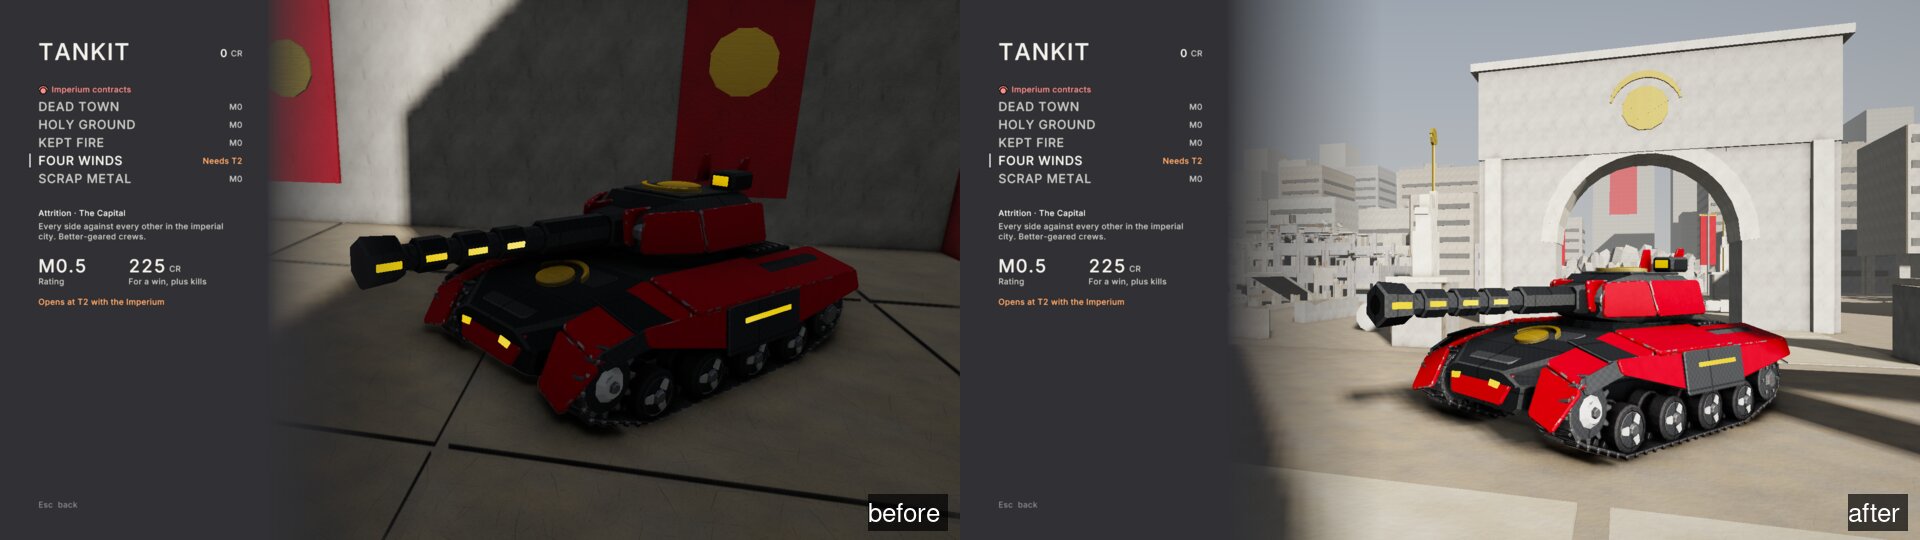 TANKIT 0 CR
Imperium contracts
DEAD TOWN M0
HOLY GROUND M0
KEPT FIRE M0
FOUR WINDS Needs T2
SCRAP METAL M0
Attrition · The Capital
Every side against every other in the imperial
city. Better-geared crews.
M0.5 225 CR
Rating For a win, plus kills
Opens at T2 with the Imperium
Esc back
before
TANKIT 0 CR
Imperium contracts
DEAD TOWN M0
HOLY GROUND M0
KEPT FIRE M0
FOUR WINDS Needs T2
SCRAP METAL M0
Attrition · The Capital
Every side against every other in the imperial
city. Better-geared crews.
M0.5 225 CR
Rating For a win, plus kills
Opens at T2 with the Imperium
Esc back
after